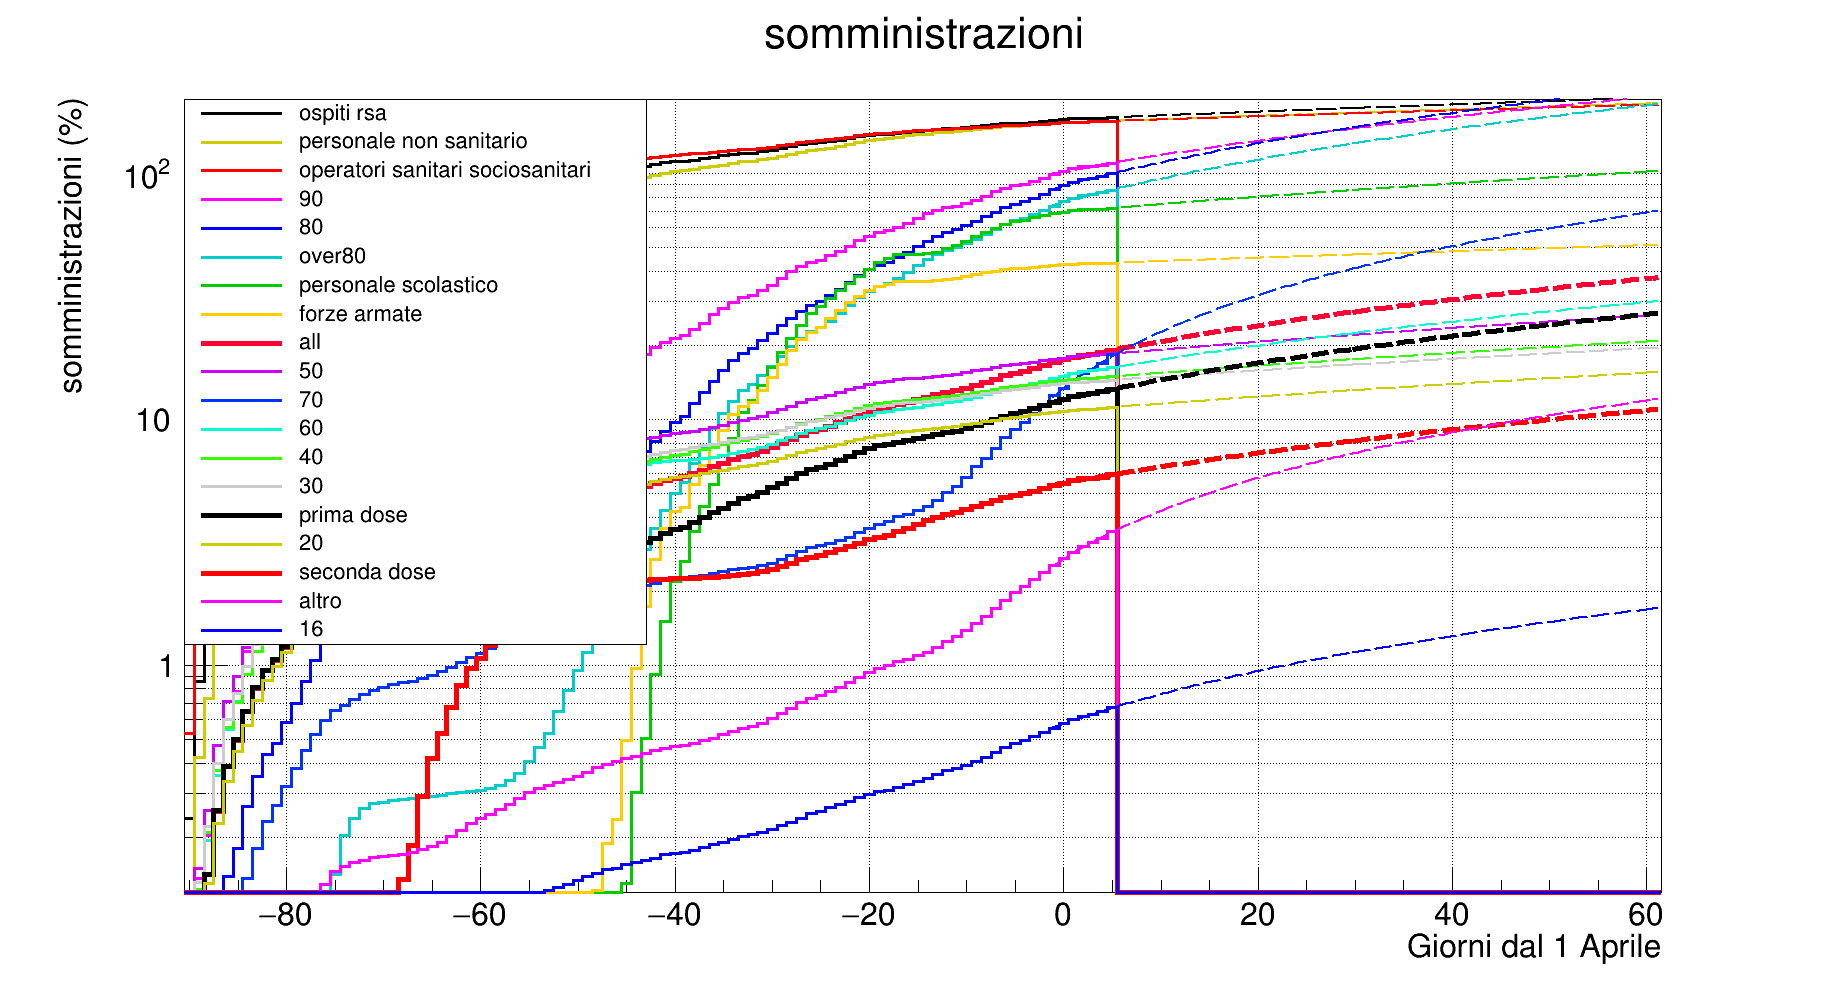 somministrazioni
somministrazioni (%)
ospiti rsa
personale non sanitario
operatori sanitari sociosanitari
90
80
over80
personale scolastico
forze armate
all
50
70
60
40
30
prima dose
20
seconda dose
altro
16
10²
10
1
−80 −60 −40 −20 0 20 40 60
Giorni dal 1 Aprile